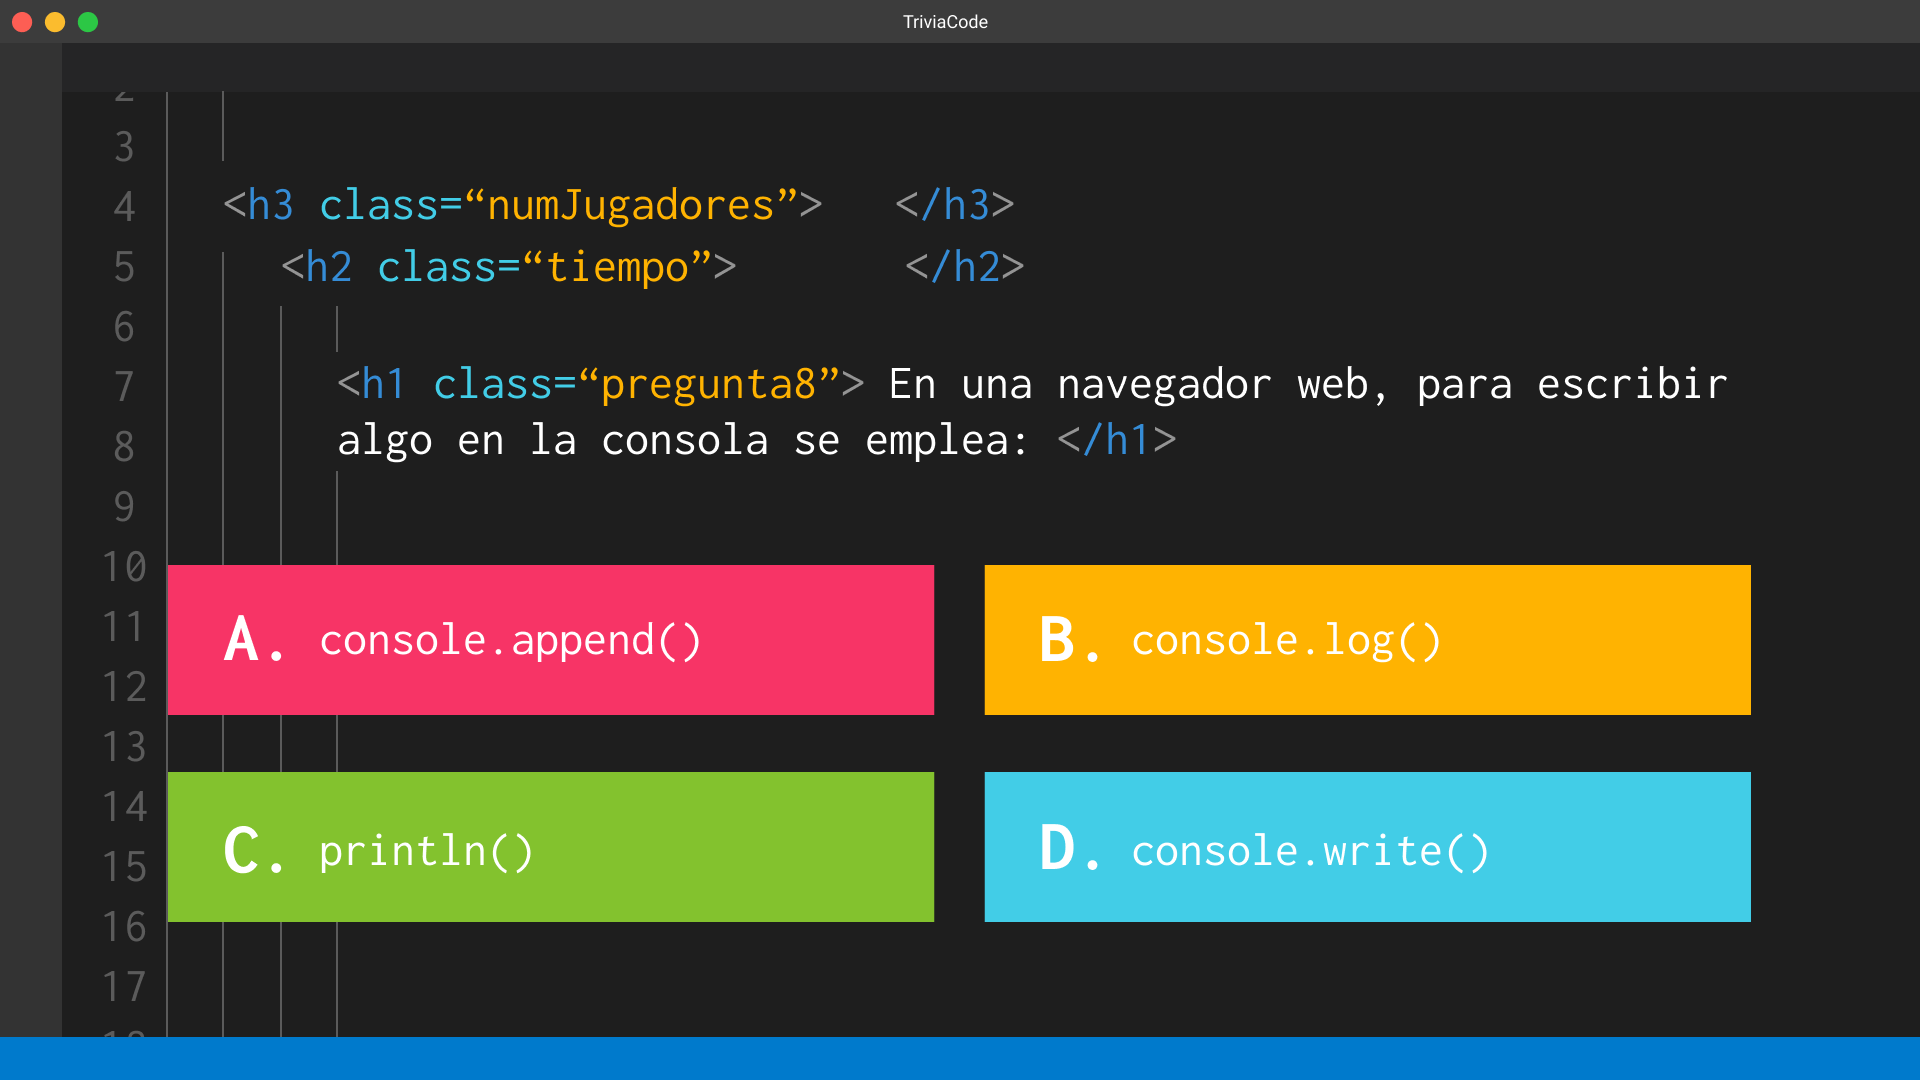 TriviaCode
2
3
4 <h3 class=“numJugadores”> </h3>
5 <h2 class=“tiempo”> </h2>
6
7 <h1 class=“pregunta8”> En una navegador web, para escribir
8 algo en la consola se emplea: </h1>
9
10
11 A. console.append() B. console.log()
12
13
14
15 C. println() D. console.write()
16
17
18